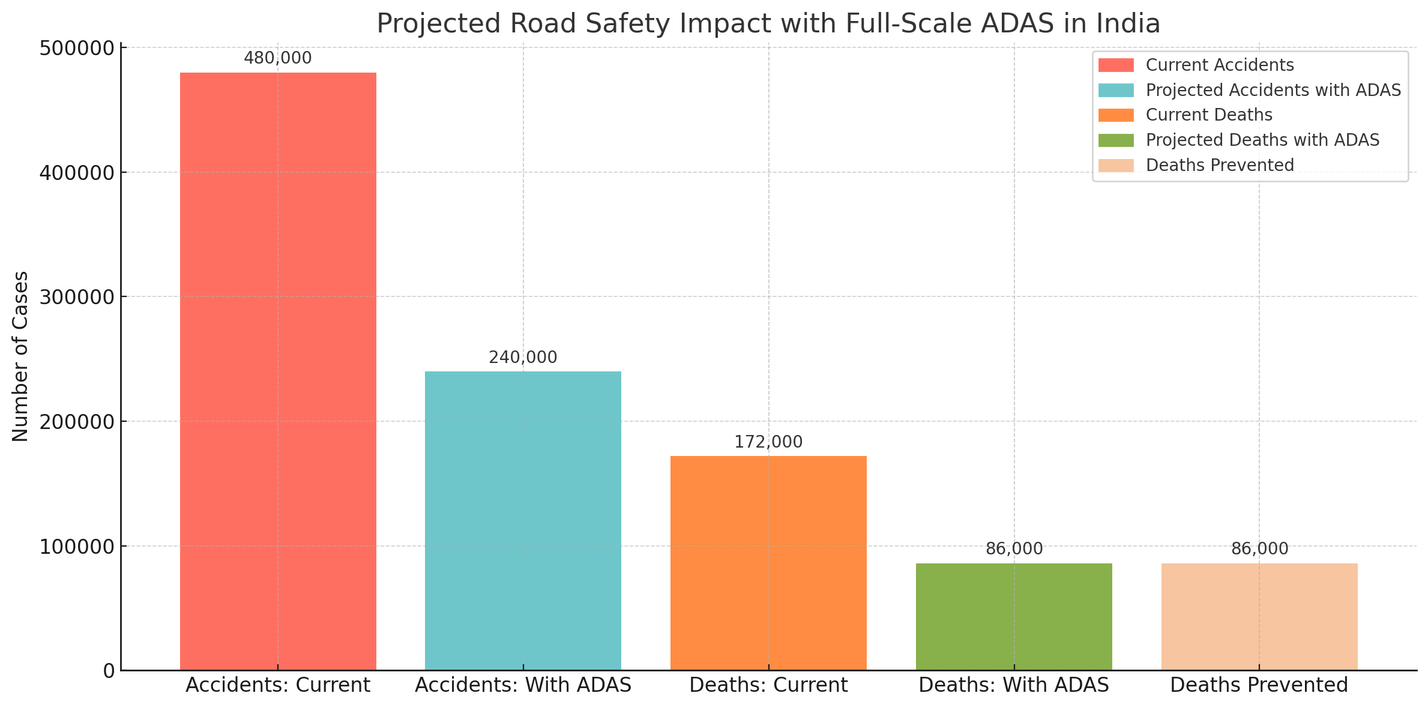 Projected Road Safety Impact with Full-Scale ADAS in India
500000
400000
300000
200000
100000
0
Number of Cases
480,000
240,000
172,000
86,000
86,000
Current Accidents
Projected Accidents with ADAS
Current Deaths
Projected Deaths with ADAS
Deaths Prevented
Accidents: Current
Accidents: With ADAS
Deaths: Current
Deaths: With ADAS
Deaths Prevented